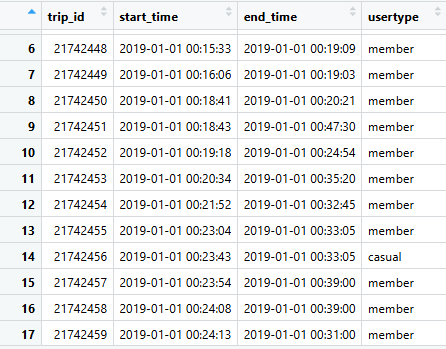 trip_id start_time end_time usertype
6 21742448 2019-01-01 00:15:33 2019-01-01 00:19:09 member
7 21742449 2019-01-01 00:16:06 2019-01-01 00:19:03 member
8 21742450 2019-01-01 00:18:41 2019-01-01 00:20:21 member
9 21742451 2019-01-01 00:18:43 2019-01-01 00:47:30 member
10 21742452 2019-01-01 00:19:18 2019-01-01 00:24:54 member
11 21742453 2019-01-01 00:20:34 2019-01-01 00:35:20 member
12 21742454 2019-01-01 00:21:52 2019-01-01 00:32:45 member
13 21742455 2019-01-01 00:23:04 2019-01-01 00:33:05 member
14 21742456 2019-01-01 00:23:43 2019-01-01 00:33:05 casual
15 21742457 2019-01-01 00:23:54 2019-01-01 00:39:00 member
16 21742458 2019-01-01 00:24:08 2019-01-01 00:39:00 member
17 21742459 2019-01-01 00:24:13 2019-01-01 00:31:00 member